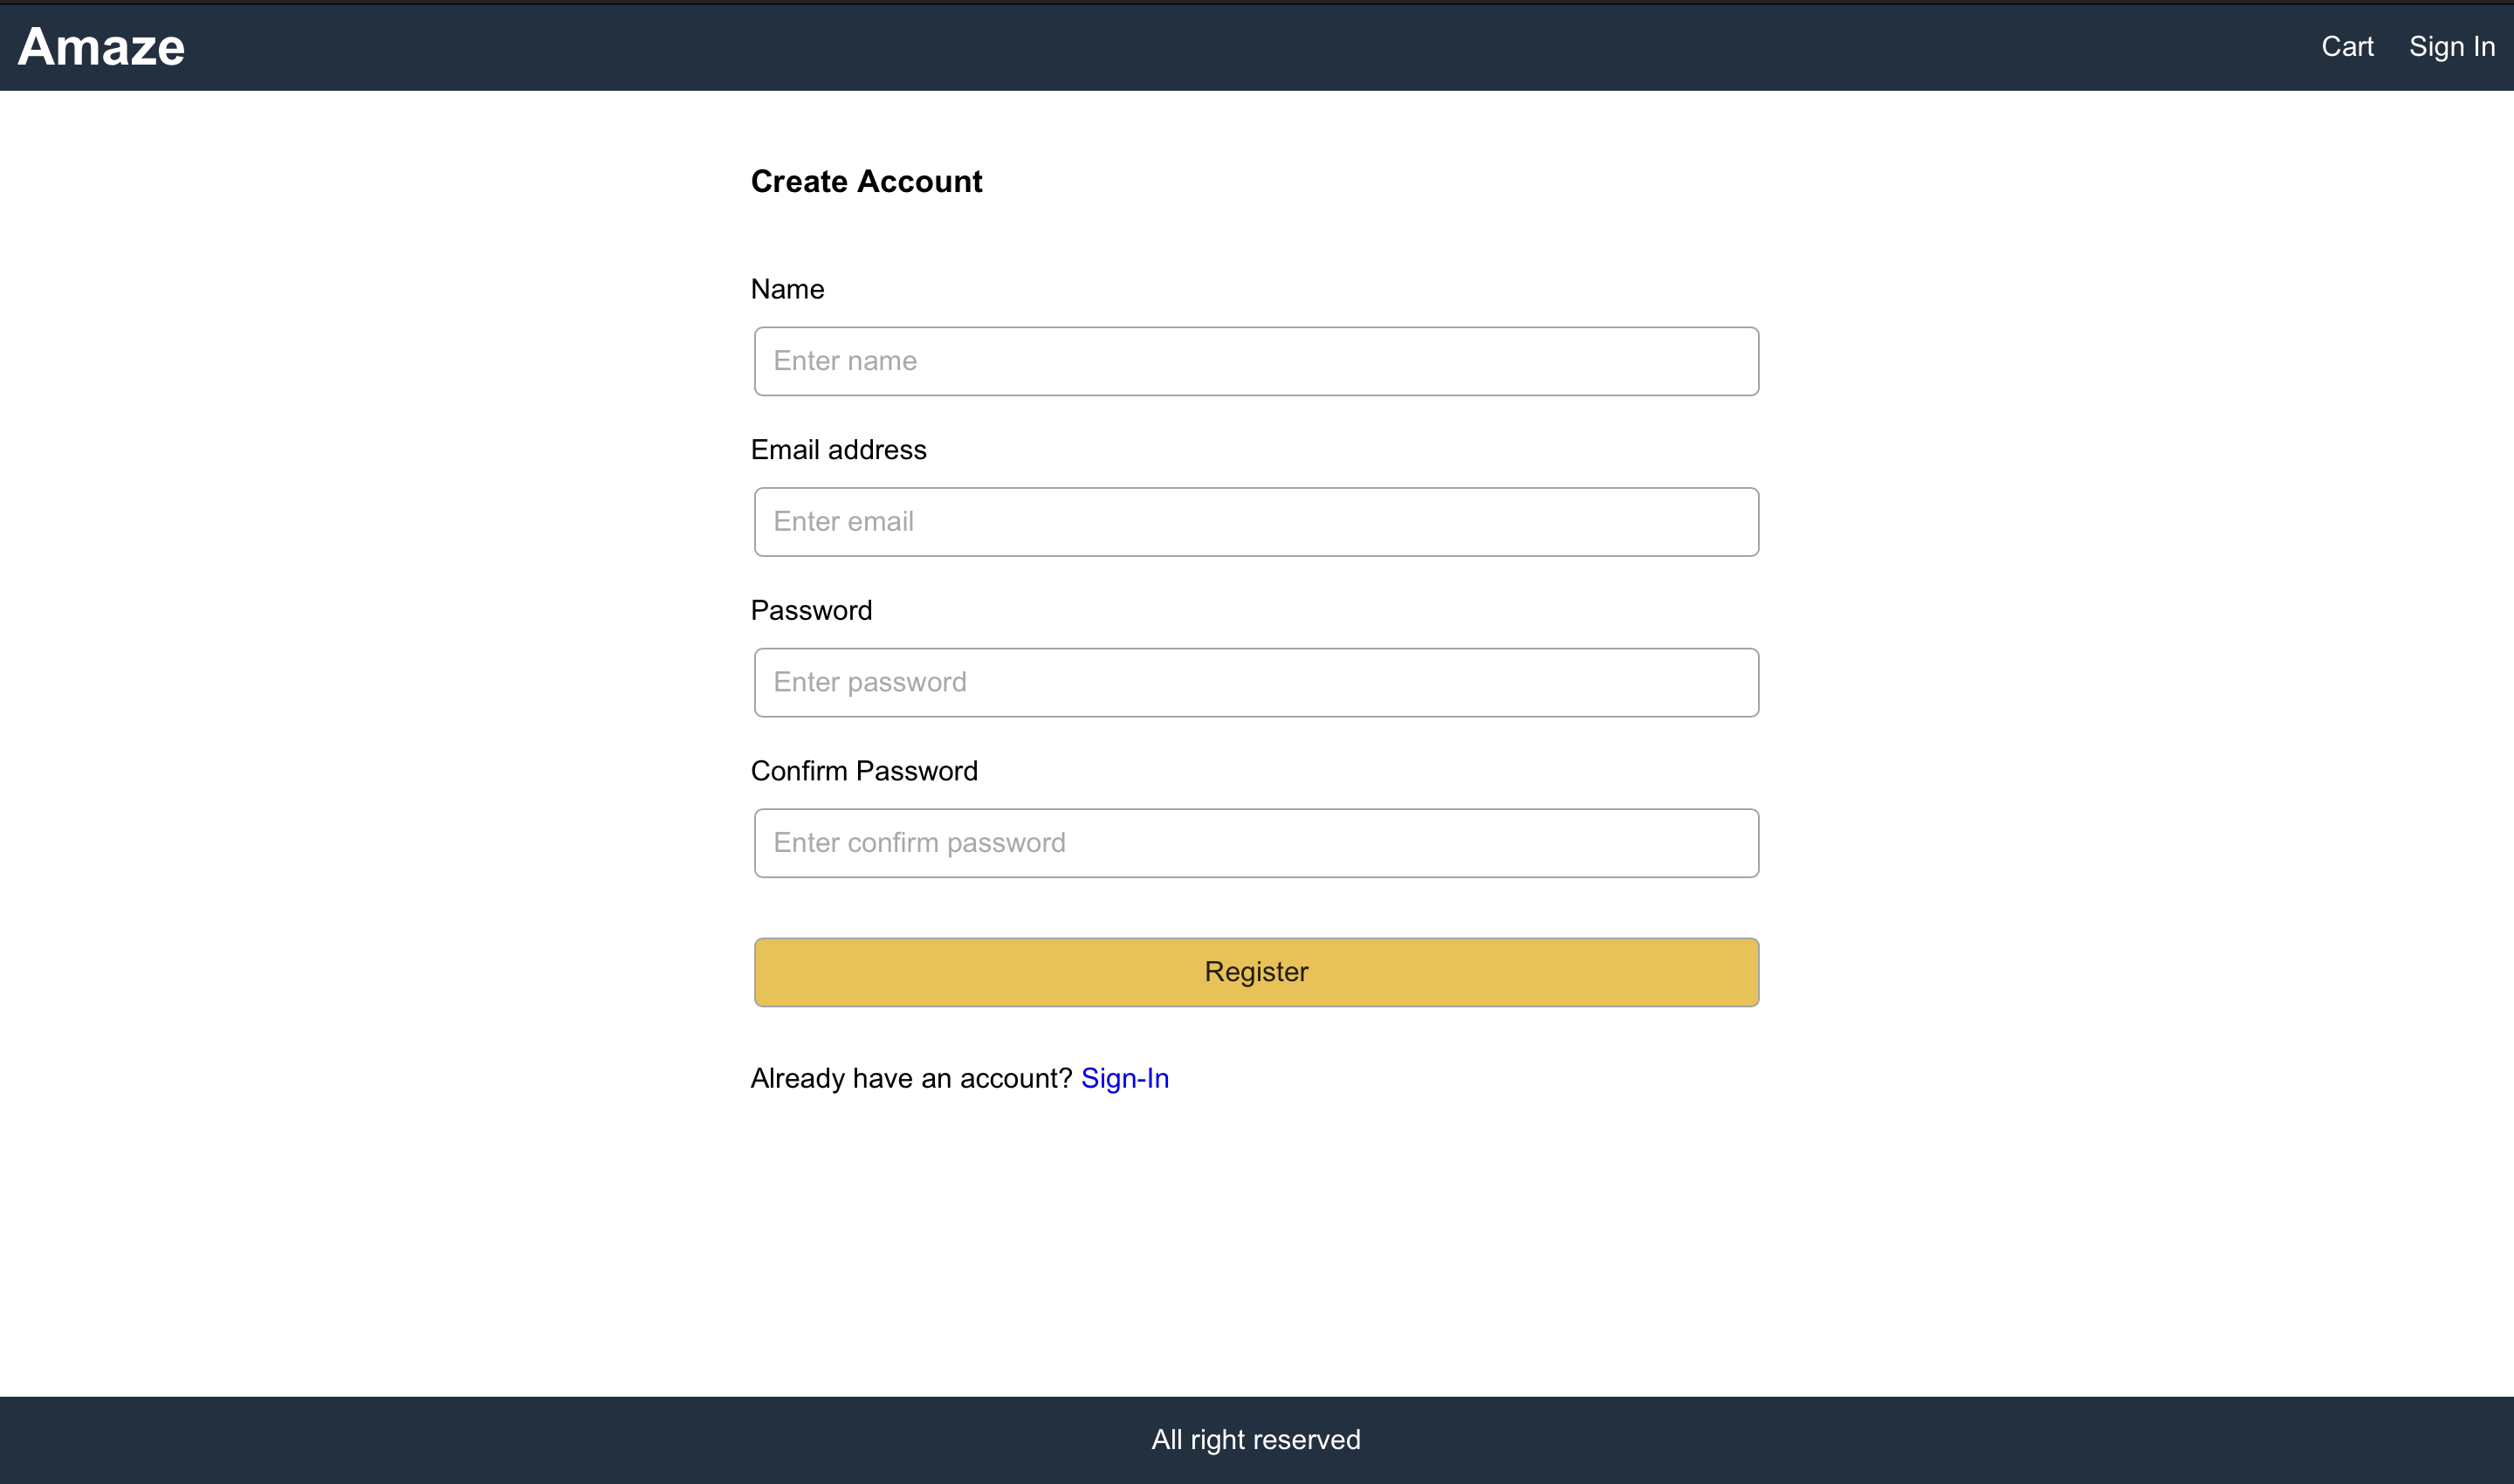 Amaze
Cart Sign In
Create Account
Name
Enter name
Email address
Enter email
Password
Enter password
Confirm Password
Enter confirm password
Register
Already have an account? Sign-In
All right reserved